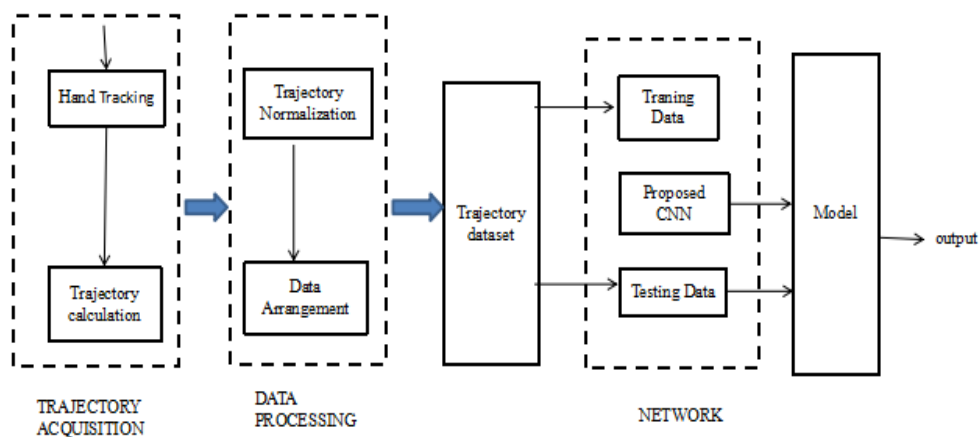 Hand Tracking
Trajectory
calculation
TRAJECTORY
ACQUISITION
Trajectory
Normalization
Data
Arrangement
DATA
PROCESSING
Trajectory
dataset
Traning
Data
Proposed
CNN
Testing Data
NETWORK
Model
output